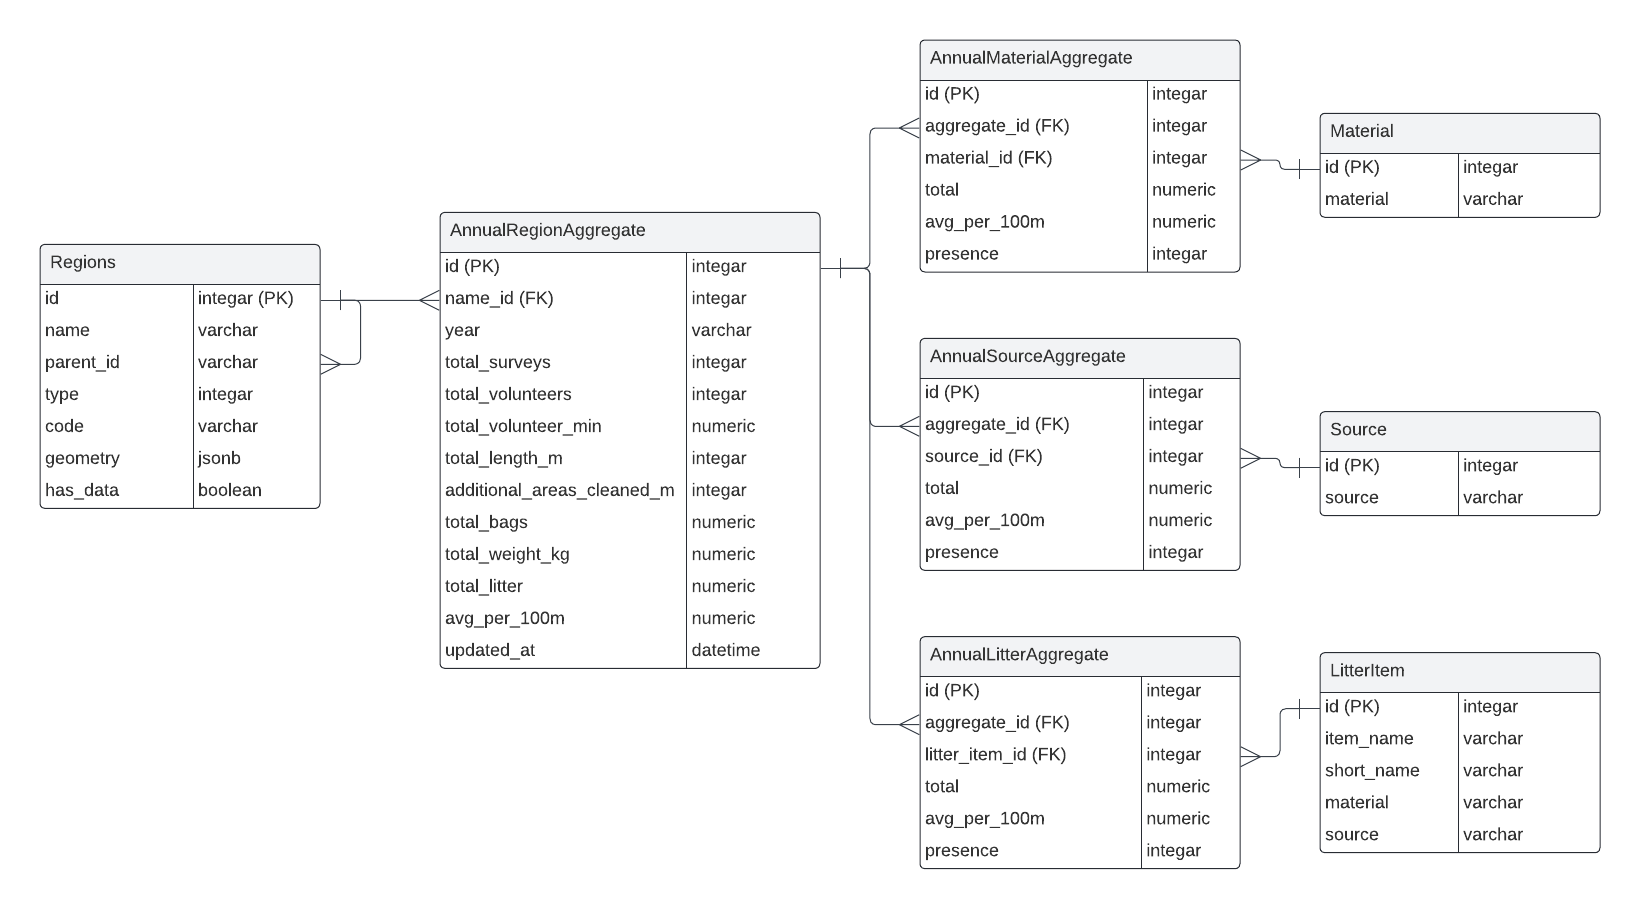 Regions
id integar (PK)
name varchar
parent_id varchar
type integar
code varchar
geometry jsonb
has_data boolean
AnnualRegionAggregate
id (PK) integar
name_id (FK) integar
year varchar
total_surveys integar
total_volunteers integar
total_volunteer_min numeric
total_length_m integar
additional_areas_cleaned_m integar
total_bags numeric
total_weight_kg numeric
total_litter numeric
avg_per_100m numeric
updated_at datetime
AnnualMaterialAggregate
id (PK) integar
aggregate_id (FK) integar
material_id (FK) integar
total numeric
avg_per_100m numeric
presence integar
Material
id (PK) integar
material varchar
AnnualSourceAggregate
id (PK) integar
aggregate_id (FK) integar
source_id (FK) integar
total numeric
avg_per_100m numeric
presence integar
Source
id (PK) integar
source varchar
AnnualLitterAggregate
id (PK) integar
aggregate_id (FK) integar
litter_item_id (FK) integar
total numeric
avg_per_100m numeric
presence integar
LitterItem
id (PK) integar
item_name varchar
short_name varchar
material varchar
source varchar